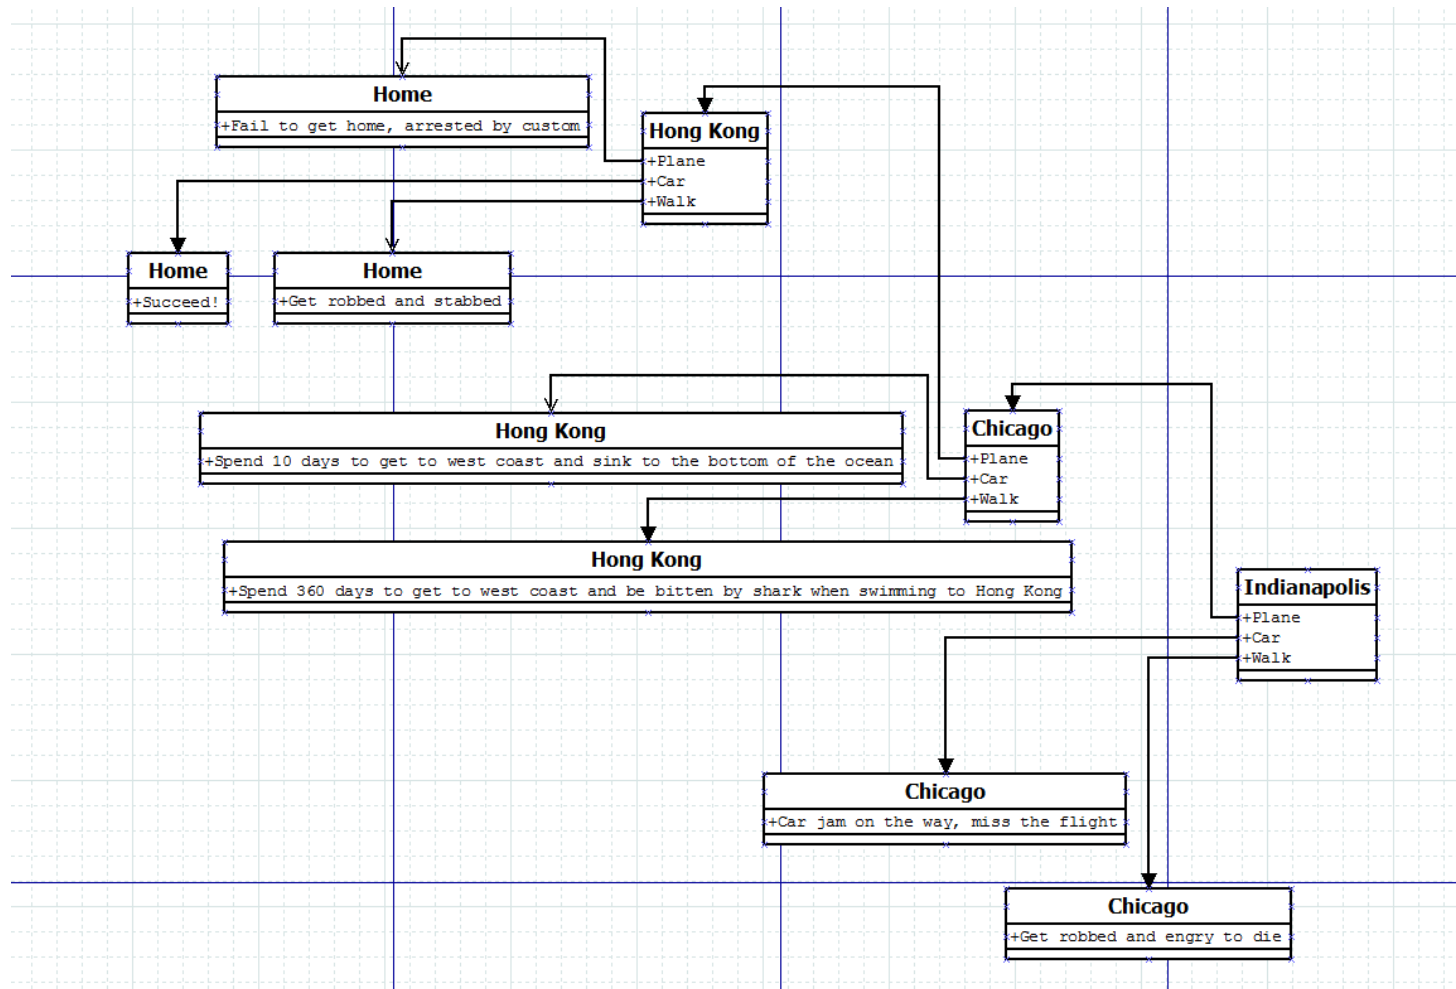 Home
+Fail to get home, arrested by custom
Hong Kong
+Plane
+Car
+Walk
Home
+Succeed!
Home
+Get robbed and stabbed
Hong Kong
+Spend 10 days to get to west coast and sink to the bottom of the ocean
Chicago
+Plane
+Car
+Walk
Hong Kong
+Spend 360 days to get to west coast and be bitten by shark when swimming to Hong Kong
Indianapolis
+Plane
+Car
+Walk
Chicago
+Car jam on the way, miss the flight
Chicago
+Get robbed and engry to die